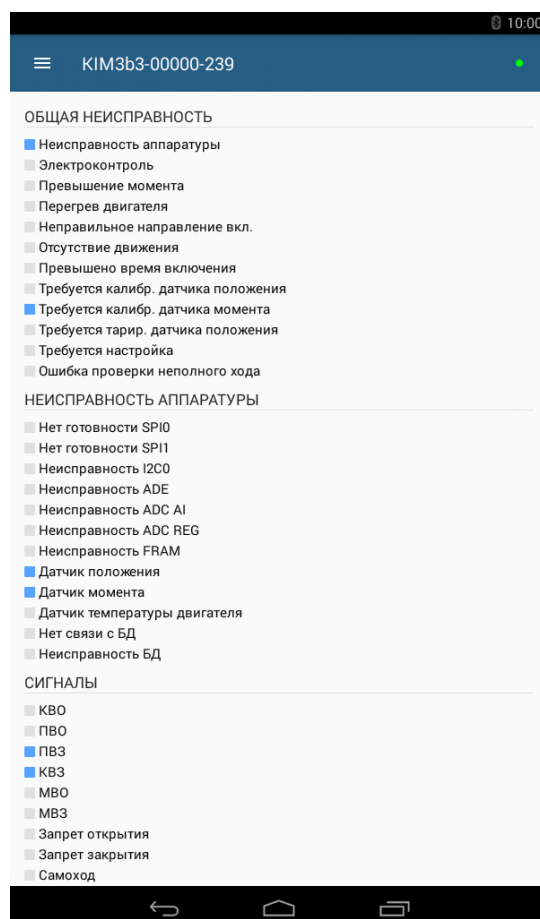 10:00
KIM3b3-00000-239
ОБЩАЯ НЕИСПРАВНОСТЬ
Неисправность аппаратуры
Электроконтроль
Превышение момента
Перегрев двигателя
Неправильное направление вкл.
Отсутствие движения
Превышено время включения
Требуется калибр. датчика положения
Требуется калибр. датчика момента
Требуется тарир. датчика положения
Требуется настройка
Ошибка проверки неполного хода
НЕИСПРАВНОСТЬ АППАРАТУРЫ
Нет готовности SPI0
Нет готовности SPI1
Неисправность I2C0
Неисправность ADE
Неисправность ADC AI
Неисправность ADC REG
Неисправность FRAM
Датчик положения
Датчик момента
Датчик температуры двигателя
Нет связи с БД
Неисправность БД
СИГНАЛЫ
КВО
ПВО
ПВЗ
КВЗ
МВО
МВЗ
Запрет открытия
Запрет закрытия
Самоход